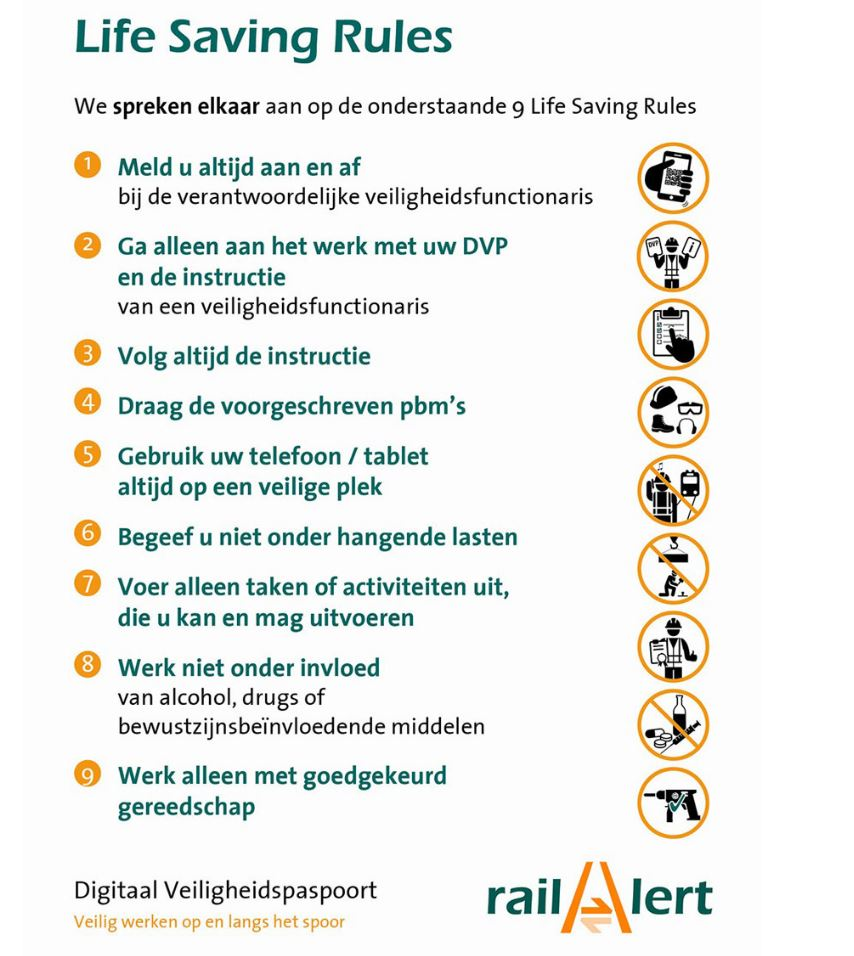 Life Saving Rules
We spreken elkaar aan op de onderstaande 9 Life Saving Rules
1 Meld u altijd aan en af
bij de verantwoordelijke veiligheidsfunctionaris
2 Ga alleen aan het werk met uw DVP
en de instructie
van een veiligheidsfunctionaris
3 Volg altijd de instructie
4 Draag de voorgeschreven pbm's
5 Gebruik uw telefoon / tablet
altijd op een veilige plek
6 Begeef u niet onder hangende lasten
7 Voer alleen taken of activiteiten uit,
die u kan en mag uitvoeren
8 Werk niet onder invloed
van alcohol, drugs of
bewustzijnsbeïnvloedende middelen
9 Werk alleen met goedgekeurd
gereedschap
DVP i
Digitaal Veiligheidspaspoort
Veilig werken op en langs het spoor
railAlert